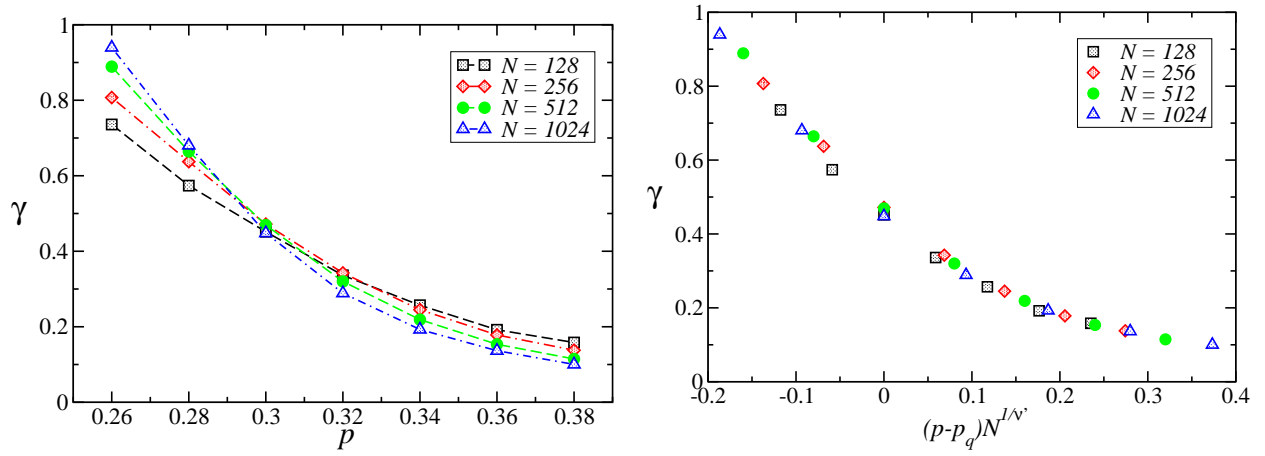 1
0.8
0.6
0.4
0.2
0
γ
0.26 0.28 0.3 0.32 0.34 0.36 0.38
p
N = 128
N = 256
N = 512
N = 1024
1
0.8
0.6
0.4
0.2
0
γ
-0.2 -0.1 0 0.1 0.2 0.3 0.4
(p-p_q)N^{1/ν'}
N = 128
N = 256
N = 512
N = 1024